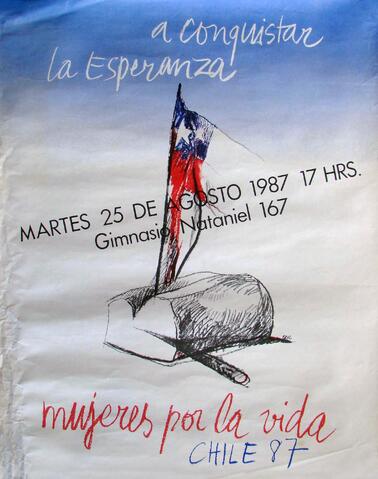 a conquistar
la Esperanza
MARTES 25 DE AGOSTO 1987 17 HRS.
Gimnasio Nataniel 167
mujeres por la vida
CHILE 87